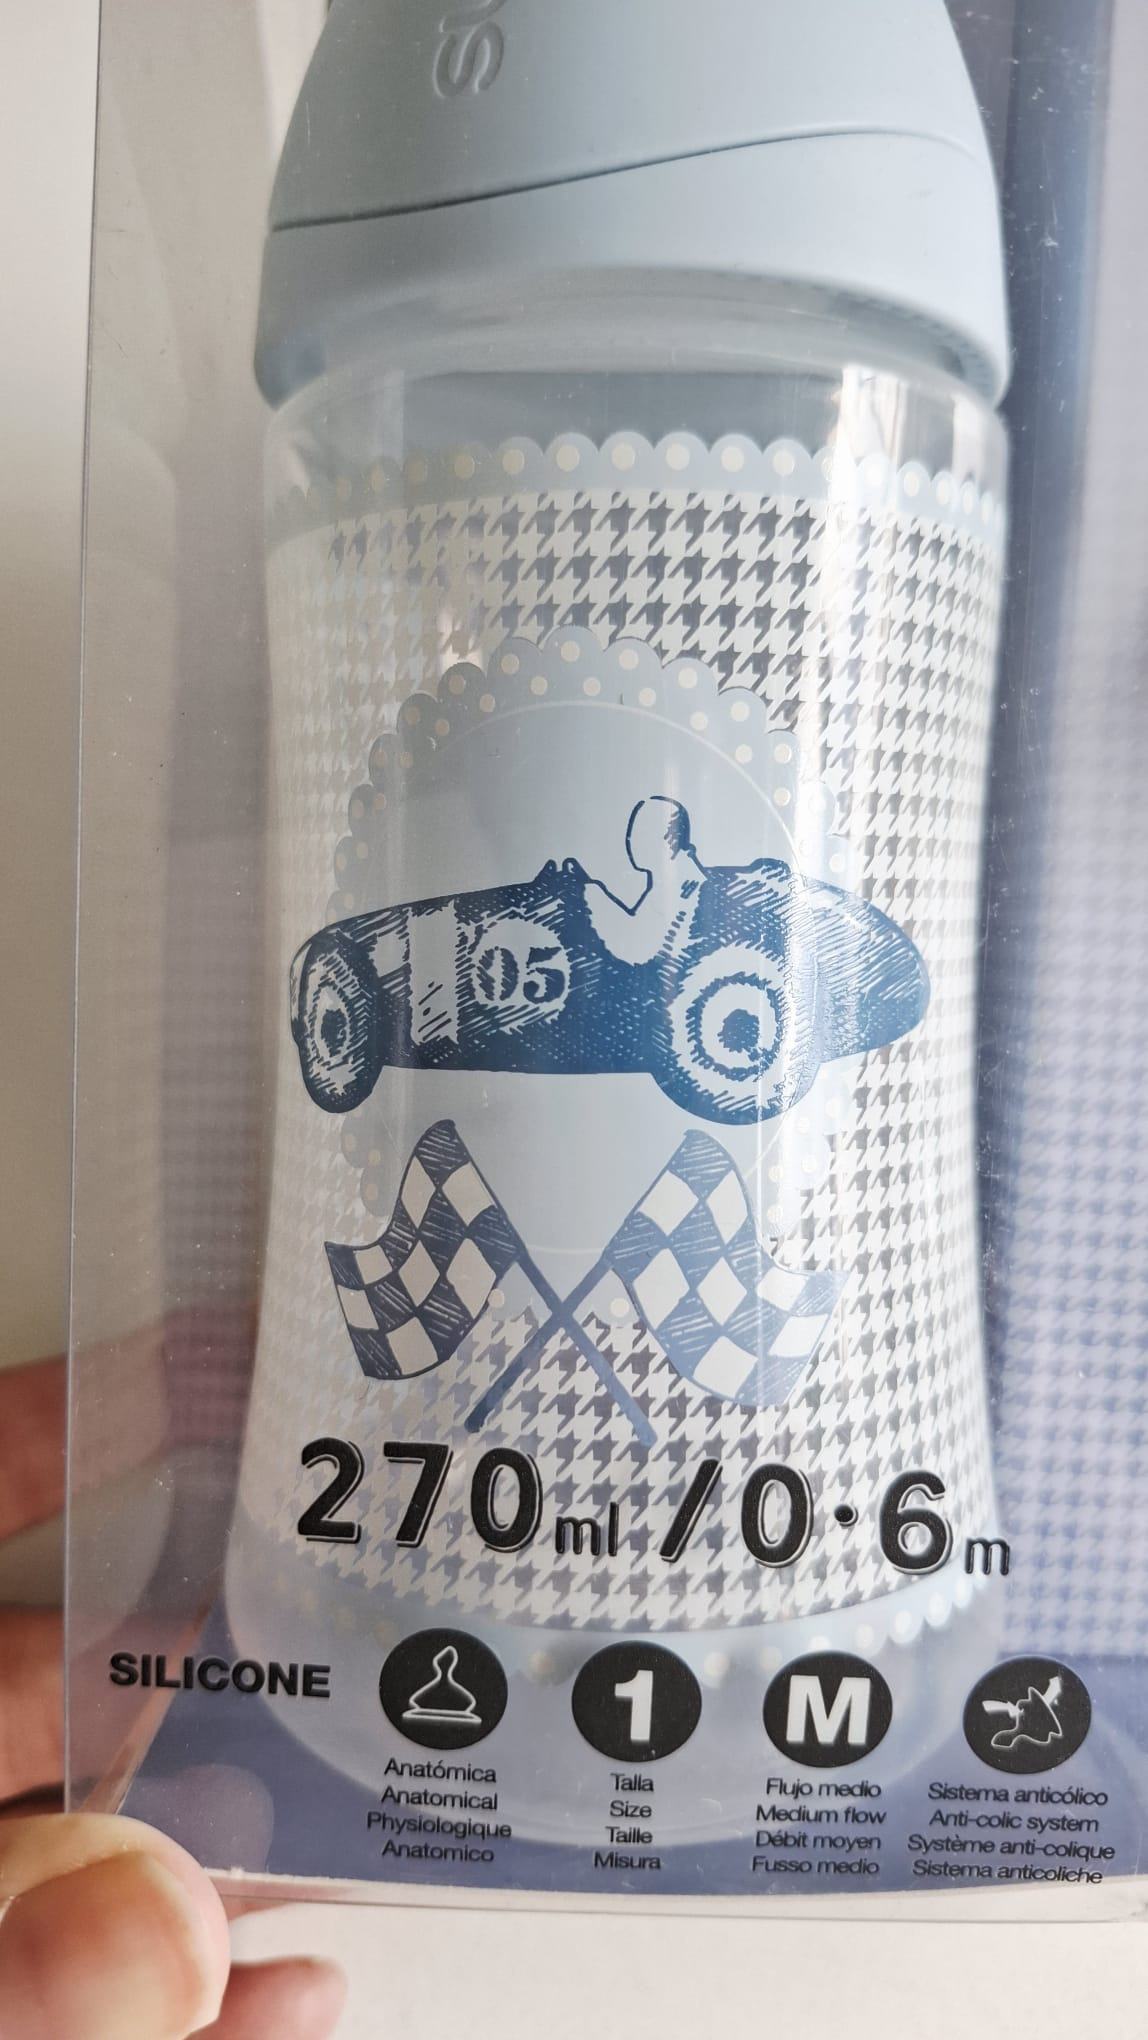 05
270ml / 0·6m
SILICONE
1
M
Anatómica
Anatomical
Physiologique
Anatomico
Talla
Size
Taille
Misura
Flujo medio
Medium flow
Débit moyen
Fusso medio
Sistema anticólico
Anti-colic system
Système anti-colique
Sistema anticoliche